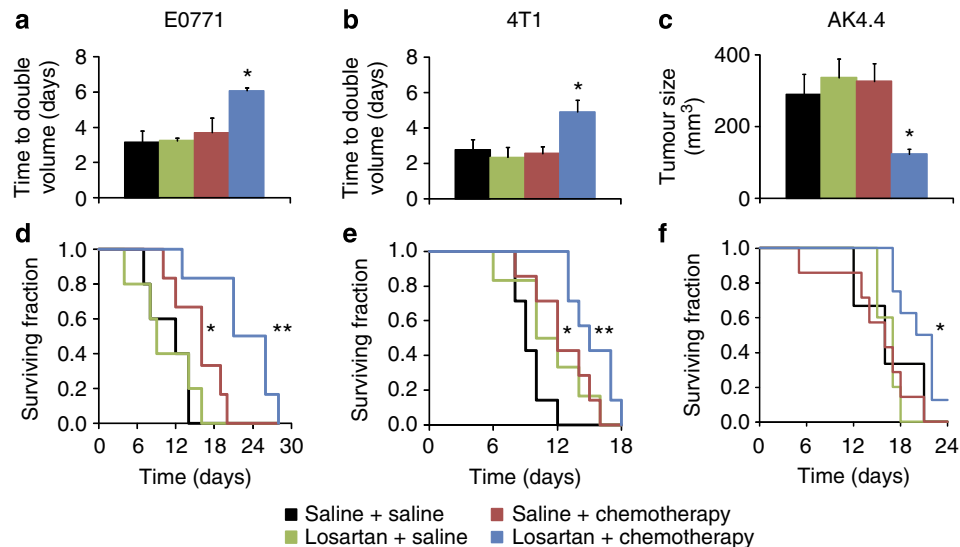 a E0771
b 4T1
c AK4.4
Time to double
volume (days)
8
6
4
2
0
*
Time to double
volume (days)
8
6
4
2
0
*
Tumour size
(mm3)
400
200
0
*
d
Surviving fraction
1.0
0.8
0.6
0.4
0.2
0.0
* **
0 6 12 18 24 30
Time (days)
e
Surviving fraction
1.0
0.8
0.6
0.4
0.2
0.0
* **
0 6 12 18
Time (days)
f
Surviving fraction
1.0
0.8
0.6
0.4
0.2
0.0
*
0 6 12 18 24
Time (days)
Saline + saline
Losartan + saline
Saline + chemotherapy
Losartan + chemotherapy